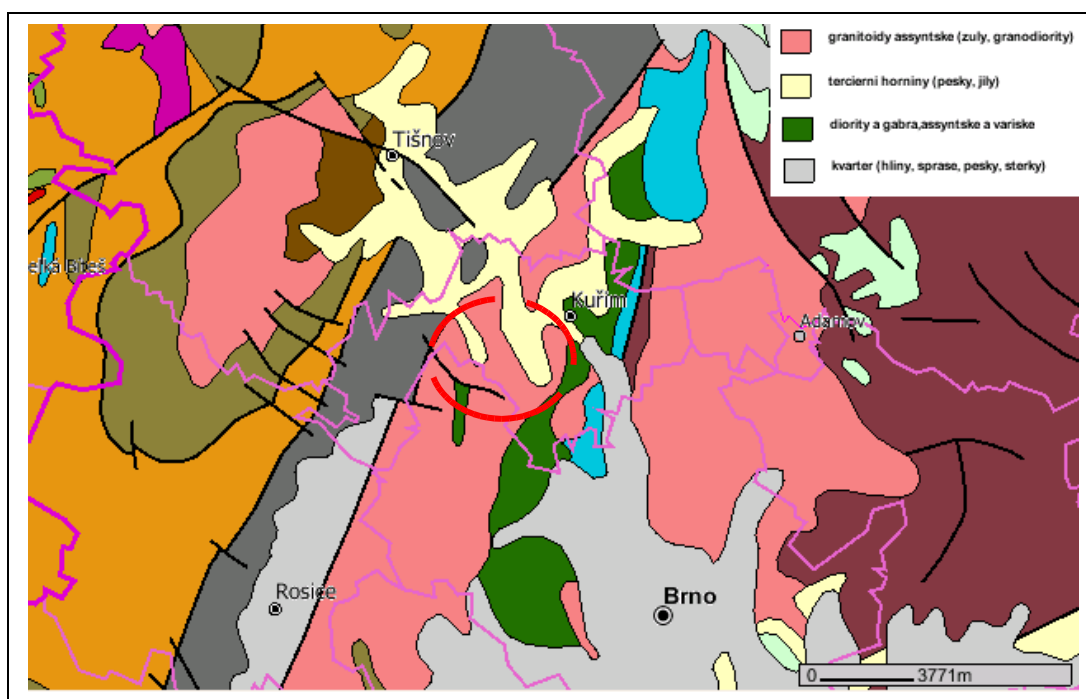 granitoidy assyntske (zuly, granodiority)
tercierni horniny (pesky, jily)
diority a gabra,assyntske a variske
kvarter (hliny, sprase, pesky, sterky)
Tišnov
Bíteš
Kuřim
Adamov
Rosice
Brno
0 3771m